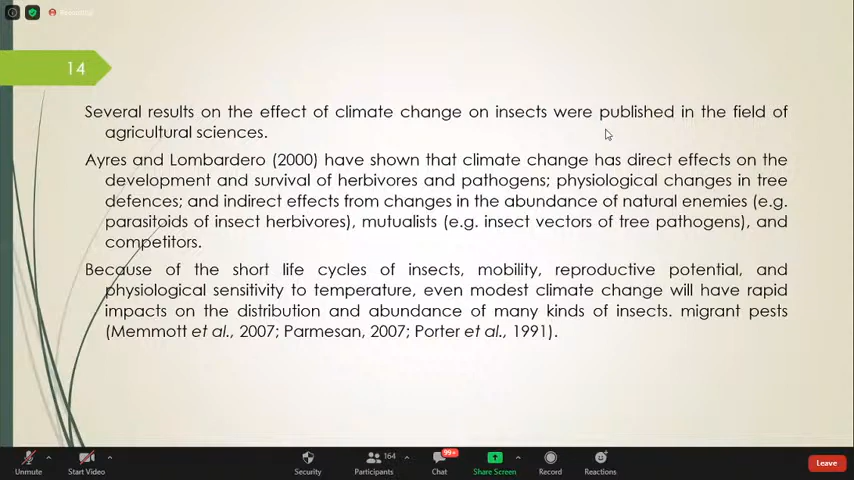 Recording
14
Several results on the effect of climate change on insects were published in the field of
agricultural sciences.
Ayres and Lombardero (2000) have shown that climate change has direct effects on the
development and survival of herbivores and pathogens; physiological changes in tree
defences; and indirect effects from changes in the abundance of natural enemies (e.g.
parasitoids of insect herbivores), mutualists (e.g. insect vectors of tree pathogens), and
competitors.
Because of the short life cycles of insects, mobility, reproductive potential, and
physiological sensitivity to temperature, even modest climate change will have rapid
impacts on the distribution and abundance of many kinds of insects. migrant pests
(Memmott et al., 2007; Parmesan, 2007; Porter et al., 1991).
164
99+
Unmute Start Video Security Participants Chat Share Screen Record Reactions Leave